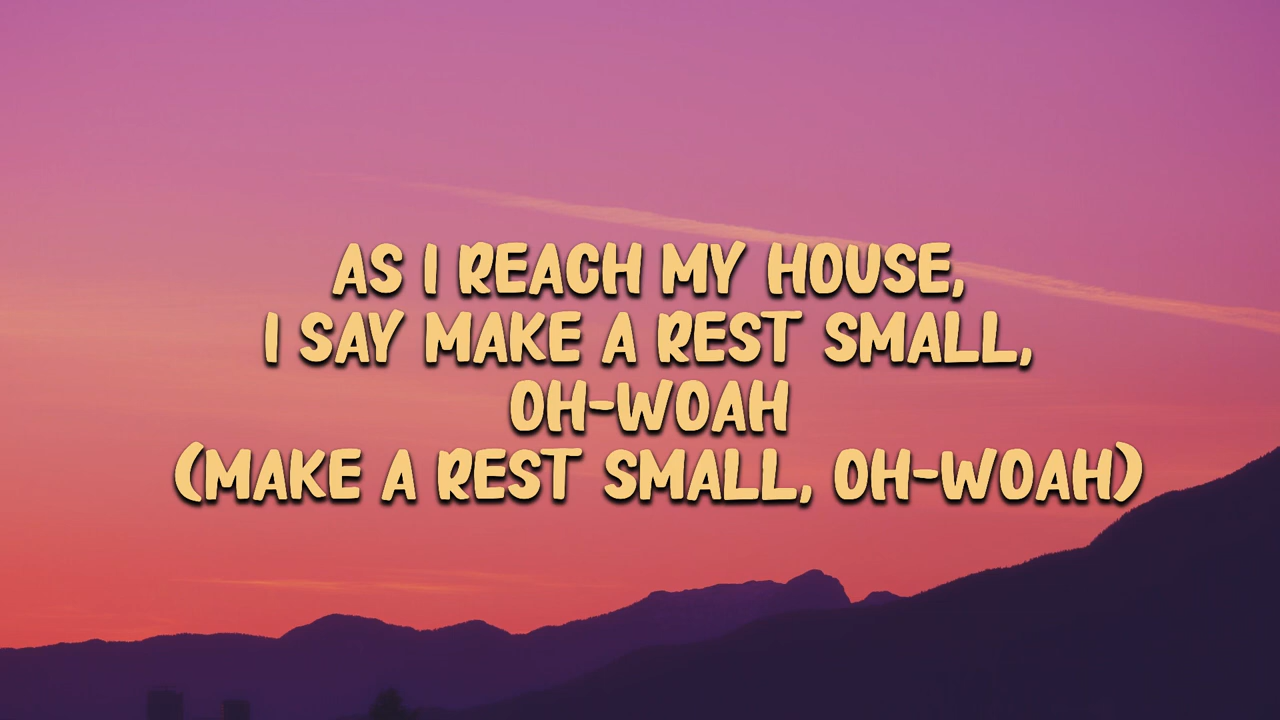 AS I REACH MY HOUSE,
I SAY MAKE A REST SMALL,
OH-WOAH
(MAKE A REST SMALL, OH-WOAH)